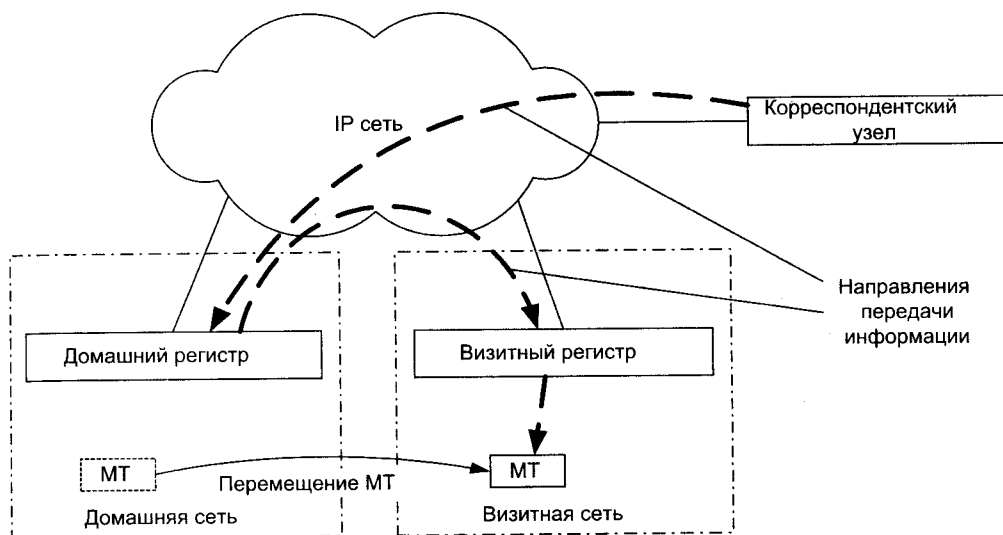 IP сеть
Корреспондентский
узел
Направления
передачи
информации
Домашний регистр
Визитный регистр
МТ
МТ
Перемещение МТ
Домашняя сеть
Визитная сеть